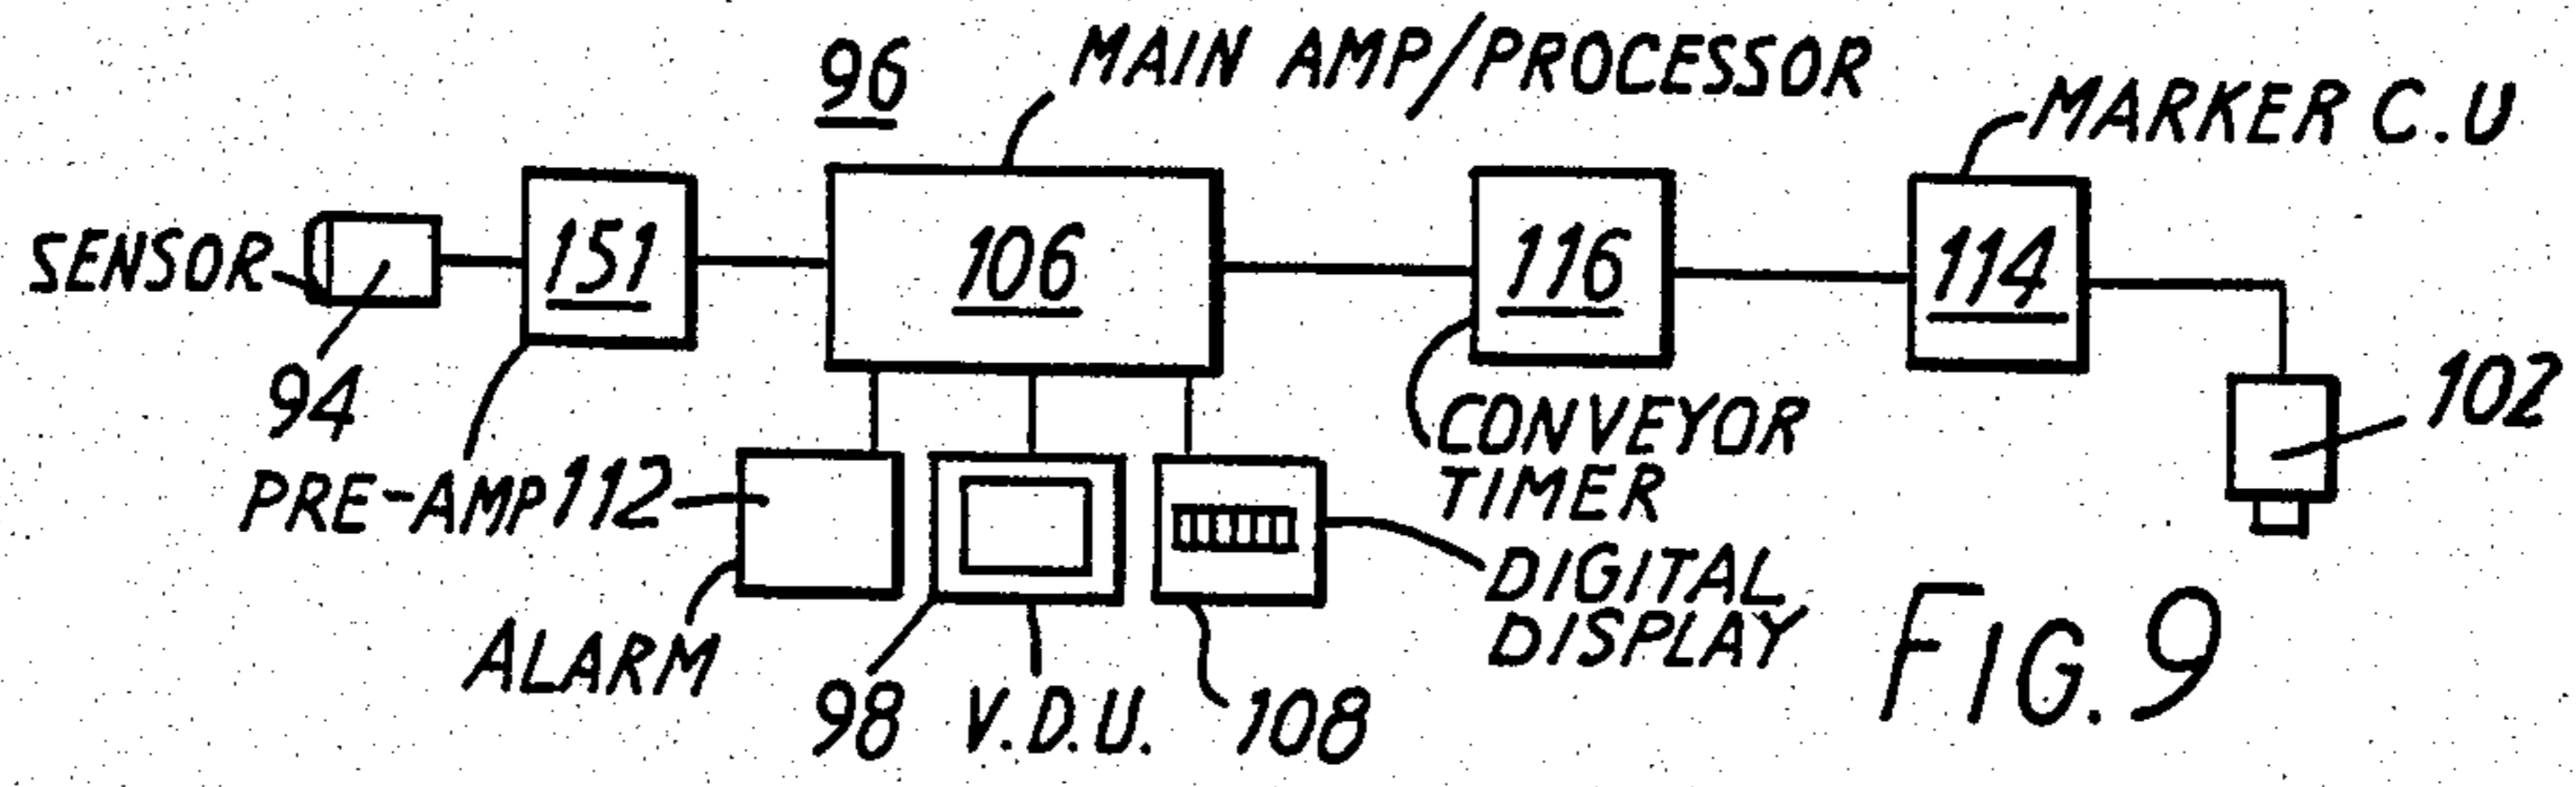 96
MAIN AMP/PROCESSOR
MARKER C.U
SENSOR
151
106
116
114
94
PRE-AMP
112
CONVEYOR
TIMER
102
ALARM
98
V.D.U.
108
DIGITAL
DISPLAY
FIG. 9